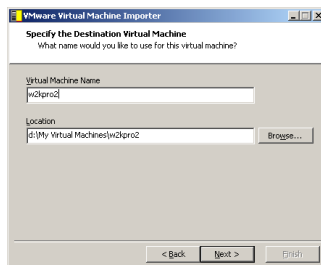 VMware Virtual Machine Importer
Specify the Destination Virtual Machine
What name would you like to use for this virtual machine?
Virtual Machine Name
w2kpro2
Location
d:\My Virtual Machines\w2kpro2
Browse...
< Back
Next >
Finish